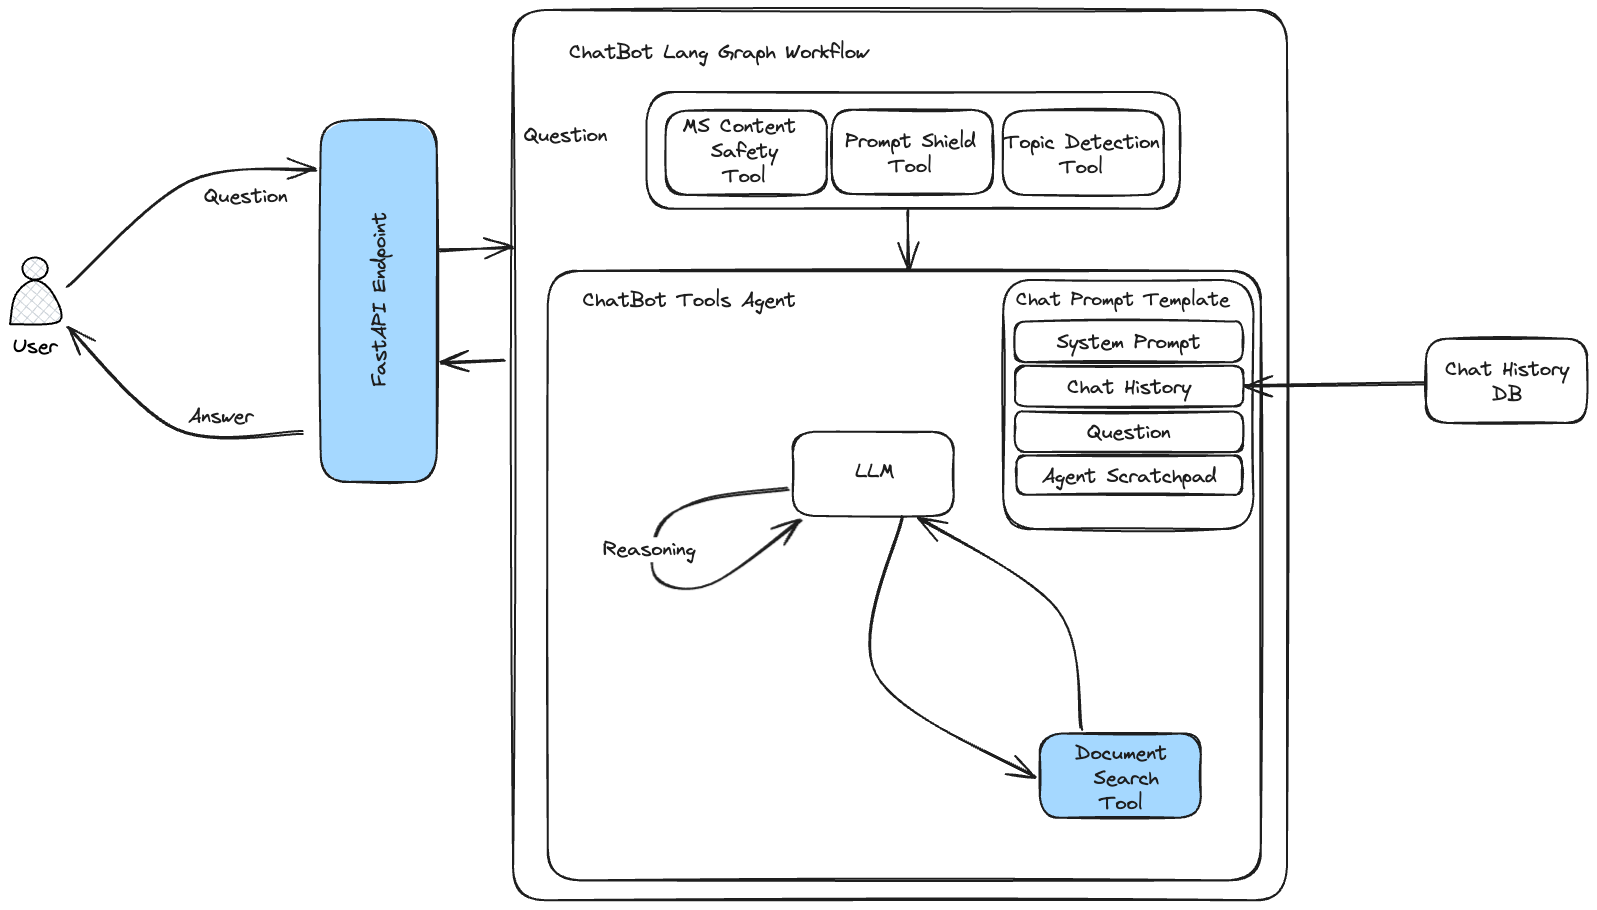 ChatBot Lang Graph Workflow
Question
MS Content
Safety
Tool
Prompt Shield
Tool
Topic Detection
Tool
Question
FastAPI Endpoint
User
Answer
ChatBot Tools Agent
Chat Prompt Template
System Prompt
Chat History
Question
Agent Scratchpad
Chat History
DB
LLM
Reasoning
Document
Search
Tool